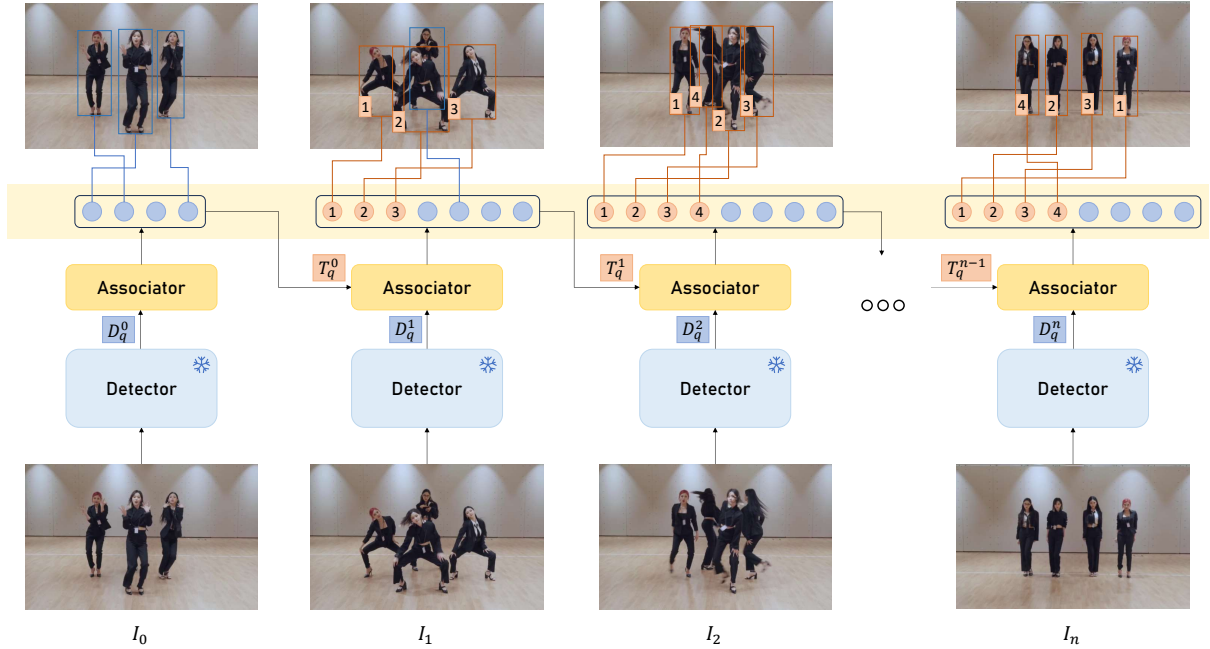 1 2 3
1 4 2 3
4 2 3 1
1 2 3
1 2 3 4
1 2 3 4
Associator
$T_q^0$
Associator
$T_q^1$
Associator
$T_q^{n-1}$
Associator
$D_q^0$
$D_q^1$
$D_q^2$
$D_q^n$
Detector
Detector
Detector
Detector
$I_0$
$I_1$
$I_2$
$I_n$